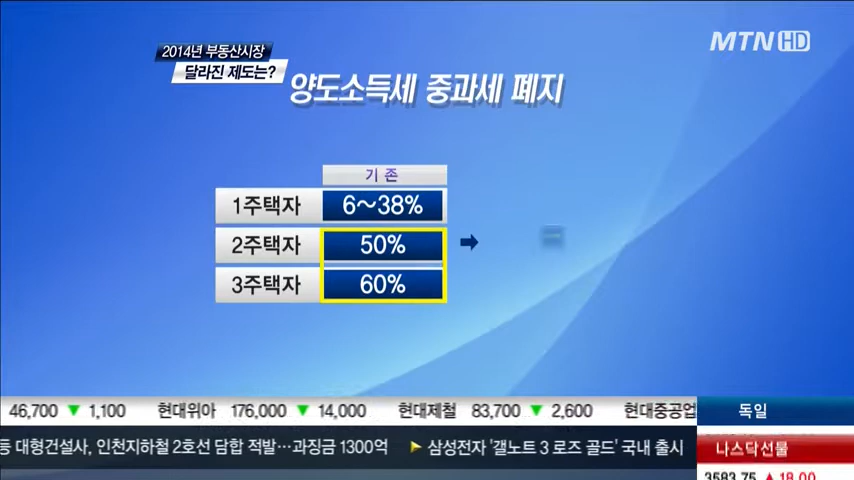 2014년 부동산시장
달라진 제도는?
MTN HD
양도소득세 중과세 폐지
기 존
1주택자 6~38%
2주택자 50%
3주택자 60%
46,700 ▼ 1,100 현대위아 176,000 ▼ 14,000 현대제철 83,700 ▼ 2,600 현대중공업
독일
등 대형건설사, 인천지하철 2호선 담합 적발…과징금 1300억 ▶ 삼성전자 '갤노트 3 로즈 골드' 국내 출시
나스닥선물
3583.75 ▲ 18.00